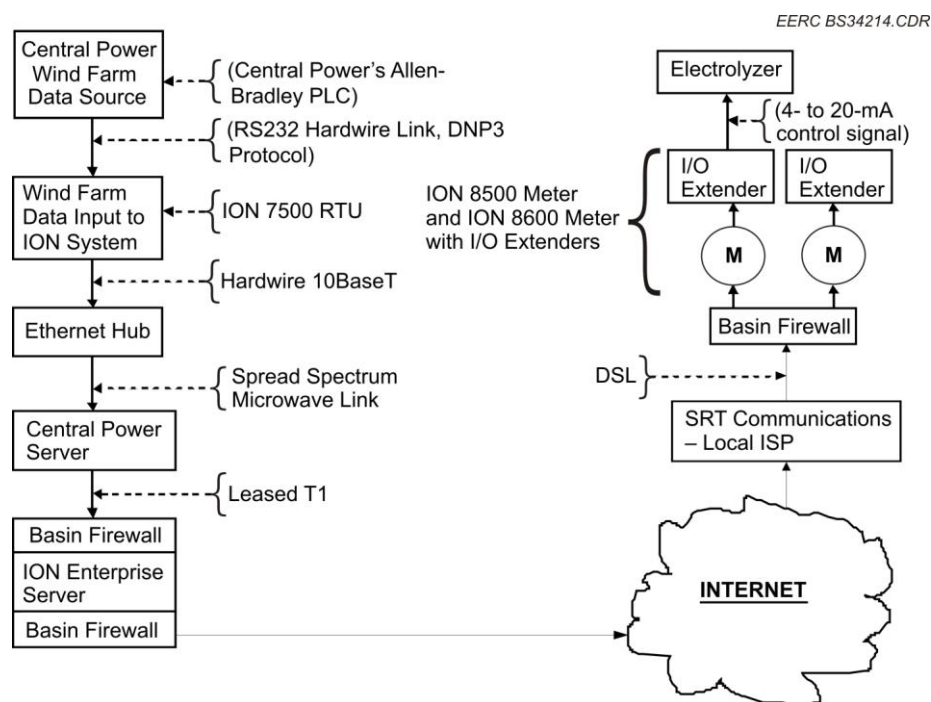 EERC BS34214.CDR
Central Power
Wind Farm
Data Source
(Central Power's Allen-
Bradley PLC)
(RS232 Hardwire Link, DNP3
Protocol)
Wind Farm
Data Input to
ION System
ION 7500 RTU
Hardwire 10BaseT
Ethernet Hub
Spread Spectrum
Microwave Link
Central Power
Server
Leased T1
Basin Firewall
ION Enterprise
Server
Basin Firewall
Electrolyzer
(4- to 20-mA
control signal)
I/O
Extender
I/O
Extender
ION 8500 Meter
and ION 8600 Meter
with I/O Extenders
M
M
Basin Firewall
DSL
SRT Communications
– Local ISP
INTERNET